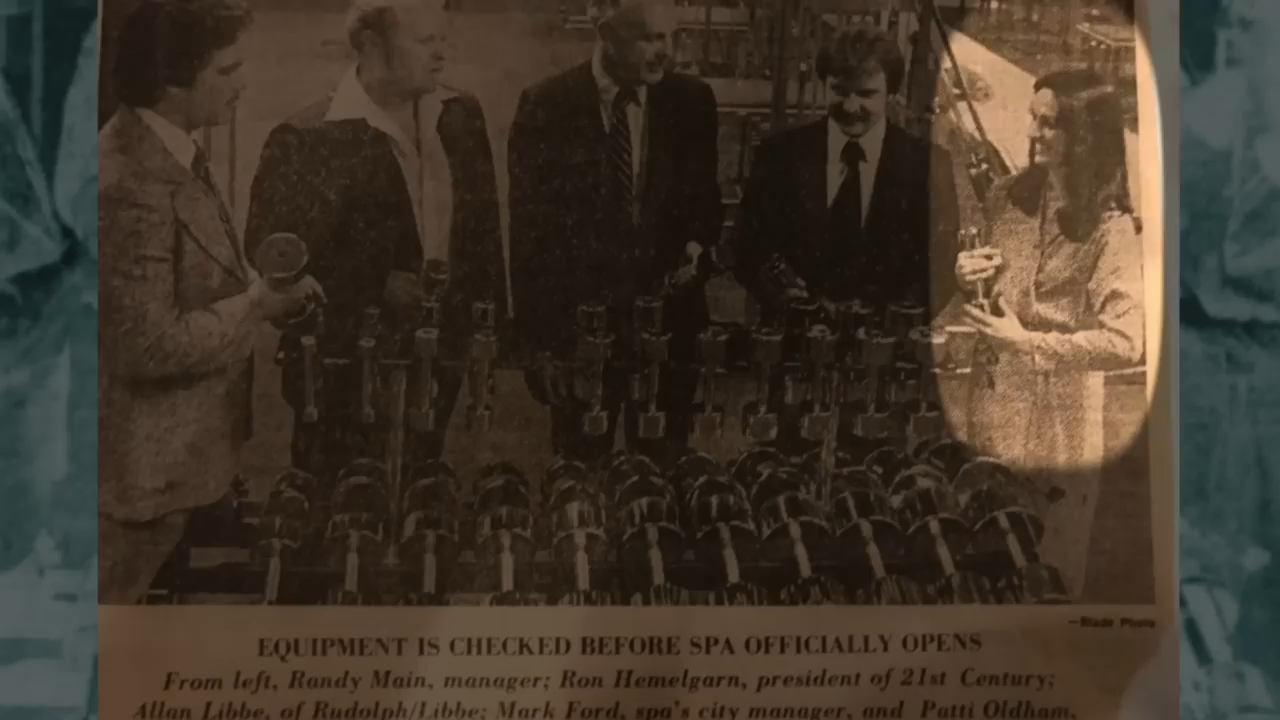 —Blade Photo
EQUIPMENT IS CHECKED BEFORE SPA OFFICIALLY OPENS
From left, Randy Main, manager; Ron Hemelgarn, president of 21st Century;
Allan Libbe, of Rudolph/Libbe; Mark Ford, spa's city manager, and Patti Oldham,